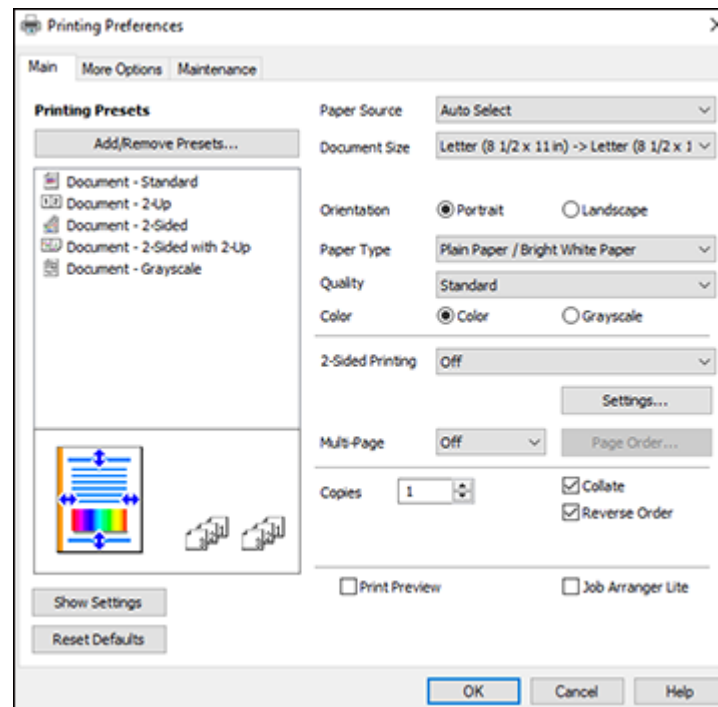 Printing Preferences
Main More Options Maintenance
Printing Presets
Add/Remove Presets...
Document - Standard
Document - 2-Up
Document - 2-Sided
Document - 2-Sided with 2-Up
Document - Grayscale
Show Settings
Reset Defaults
Paper Source Auto Select
Document Size Letter (8 1/2 x 11 in) -> Letter (8 1/2 x 1
Orientation Portrait Landscape
Paper Type Plain Paper / Bright White Paper
Quality Standard
Color Color Grayscale
2-Sided Printing Off
Settings...
Multi-Page Off Page Order...
Copies 1 Collate
Reverse Order
Print Preview Job Arranger Lite
OK Cancel Help